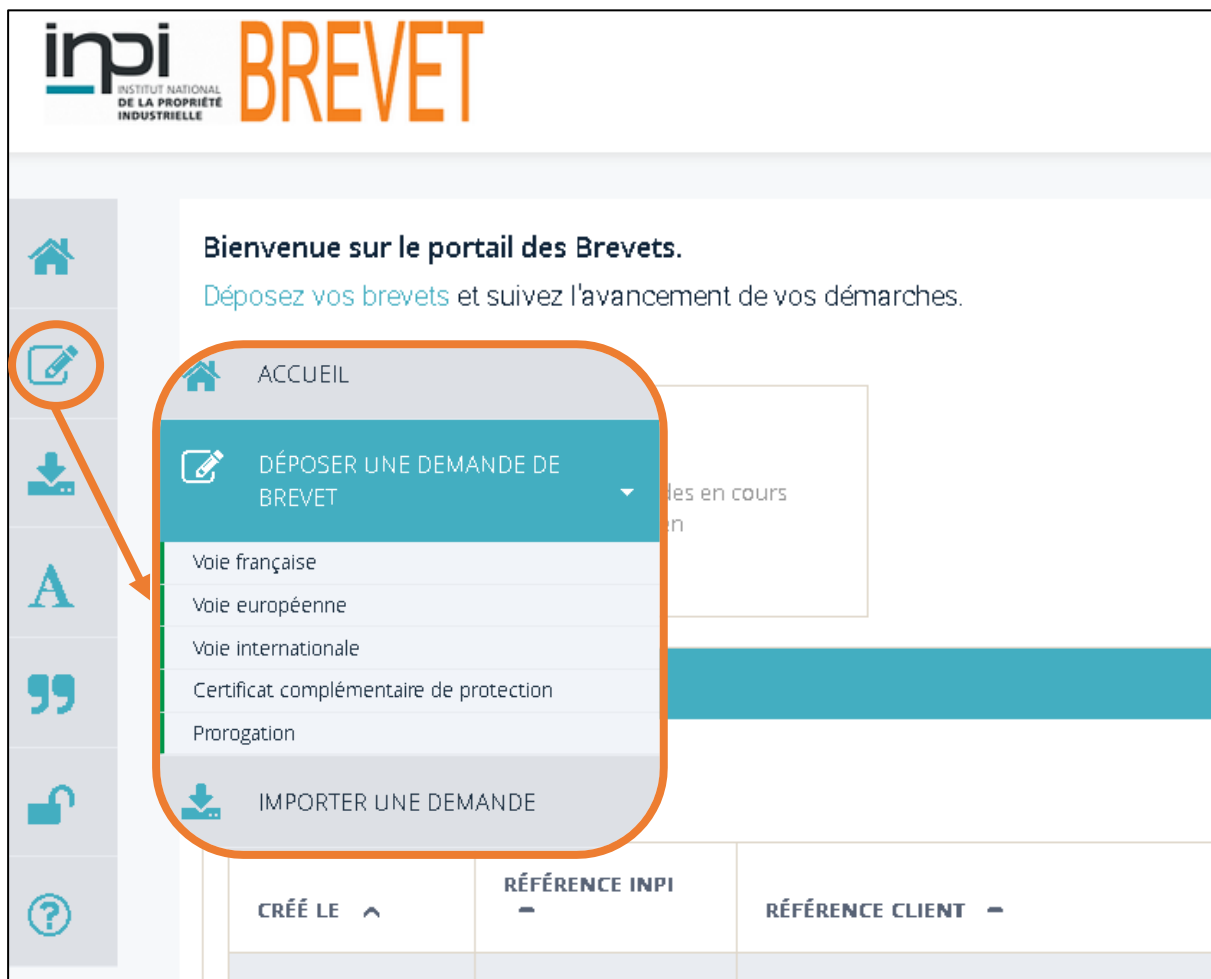 inpi
INSTITUT NATIONAL
DE LA PROPRIÉTÉ
INDUSTRIELLE
BREVET
Bienvenue sur le portail des Brevets.
Déposez vos brevets et suivez l'avancement de vos démarches.
ACCUEIL
DÉPOSER UNE DEMANDE DE
BREVET
en cours
Voie française
Voie européenne
Voie internationale
Certificat complémentaire de protection
Prorogation
IMPORTER UNE DEMANDE
CRÉÉ LE
RÉFÉRENCE INPI
RÉFÉRENCE CLIENT